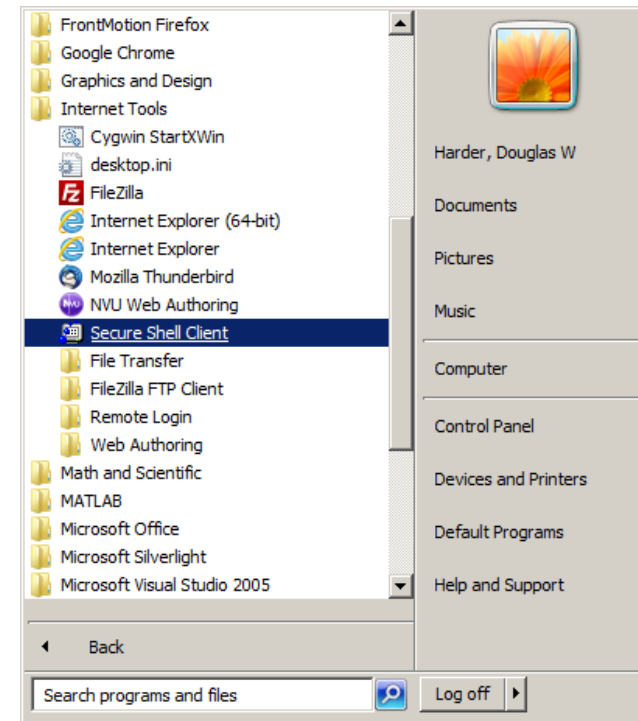 FrontMotion Firefox
Google Chrome
Graphics and Design
Internet Tools
Cygwin StartXWin
desktop.ini
Fz
FileZilla
Internet Explorer (64-bit)
Internet Explorer
Mozilla Thunderbird
NVU
NVU Web Authoring
Secure Shell Client
File Transfer
FileZilla FTP Client
Remote Login
Web Authoring
Math and Scientific
MATLAB
Microsoft Office
Microsoft Silverlight
Microsoft Visual Studio 2005
Back
Search programs and files
Harder, Douglas W
Documents
Pictures
Music
Computer
Control Panel
Devices and Printers
Default Programs
Help and Support
Log off